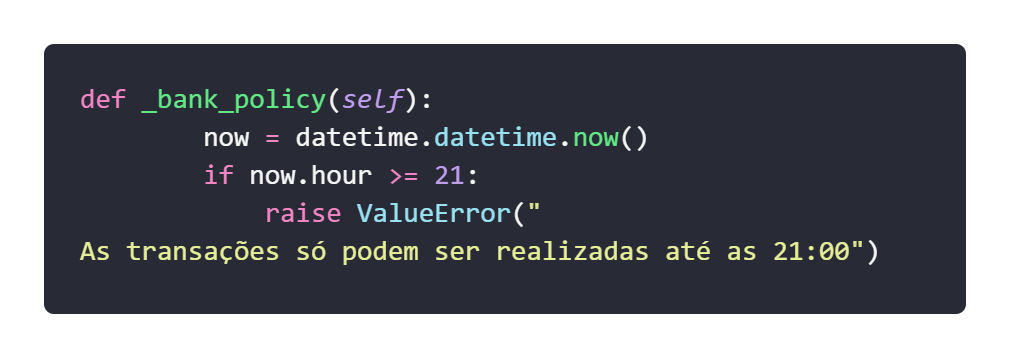 def _bank_policy(self):
        now = datetime.datetime.now()
        if now.hour >= 21:
            raise ValueError("
As transações só podem ser realizadas até as 21:00")